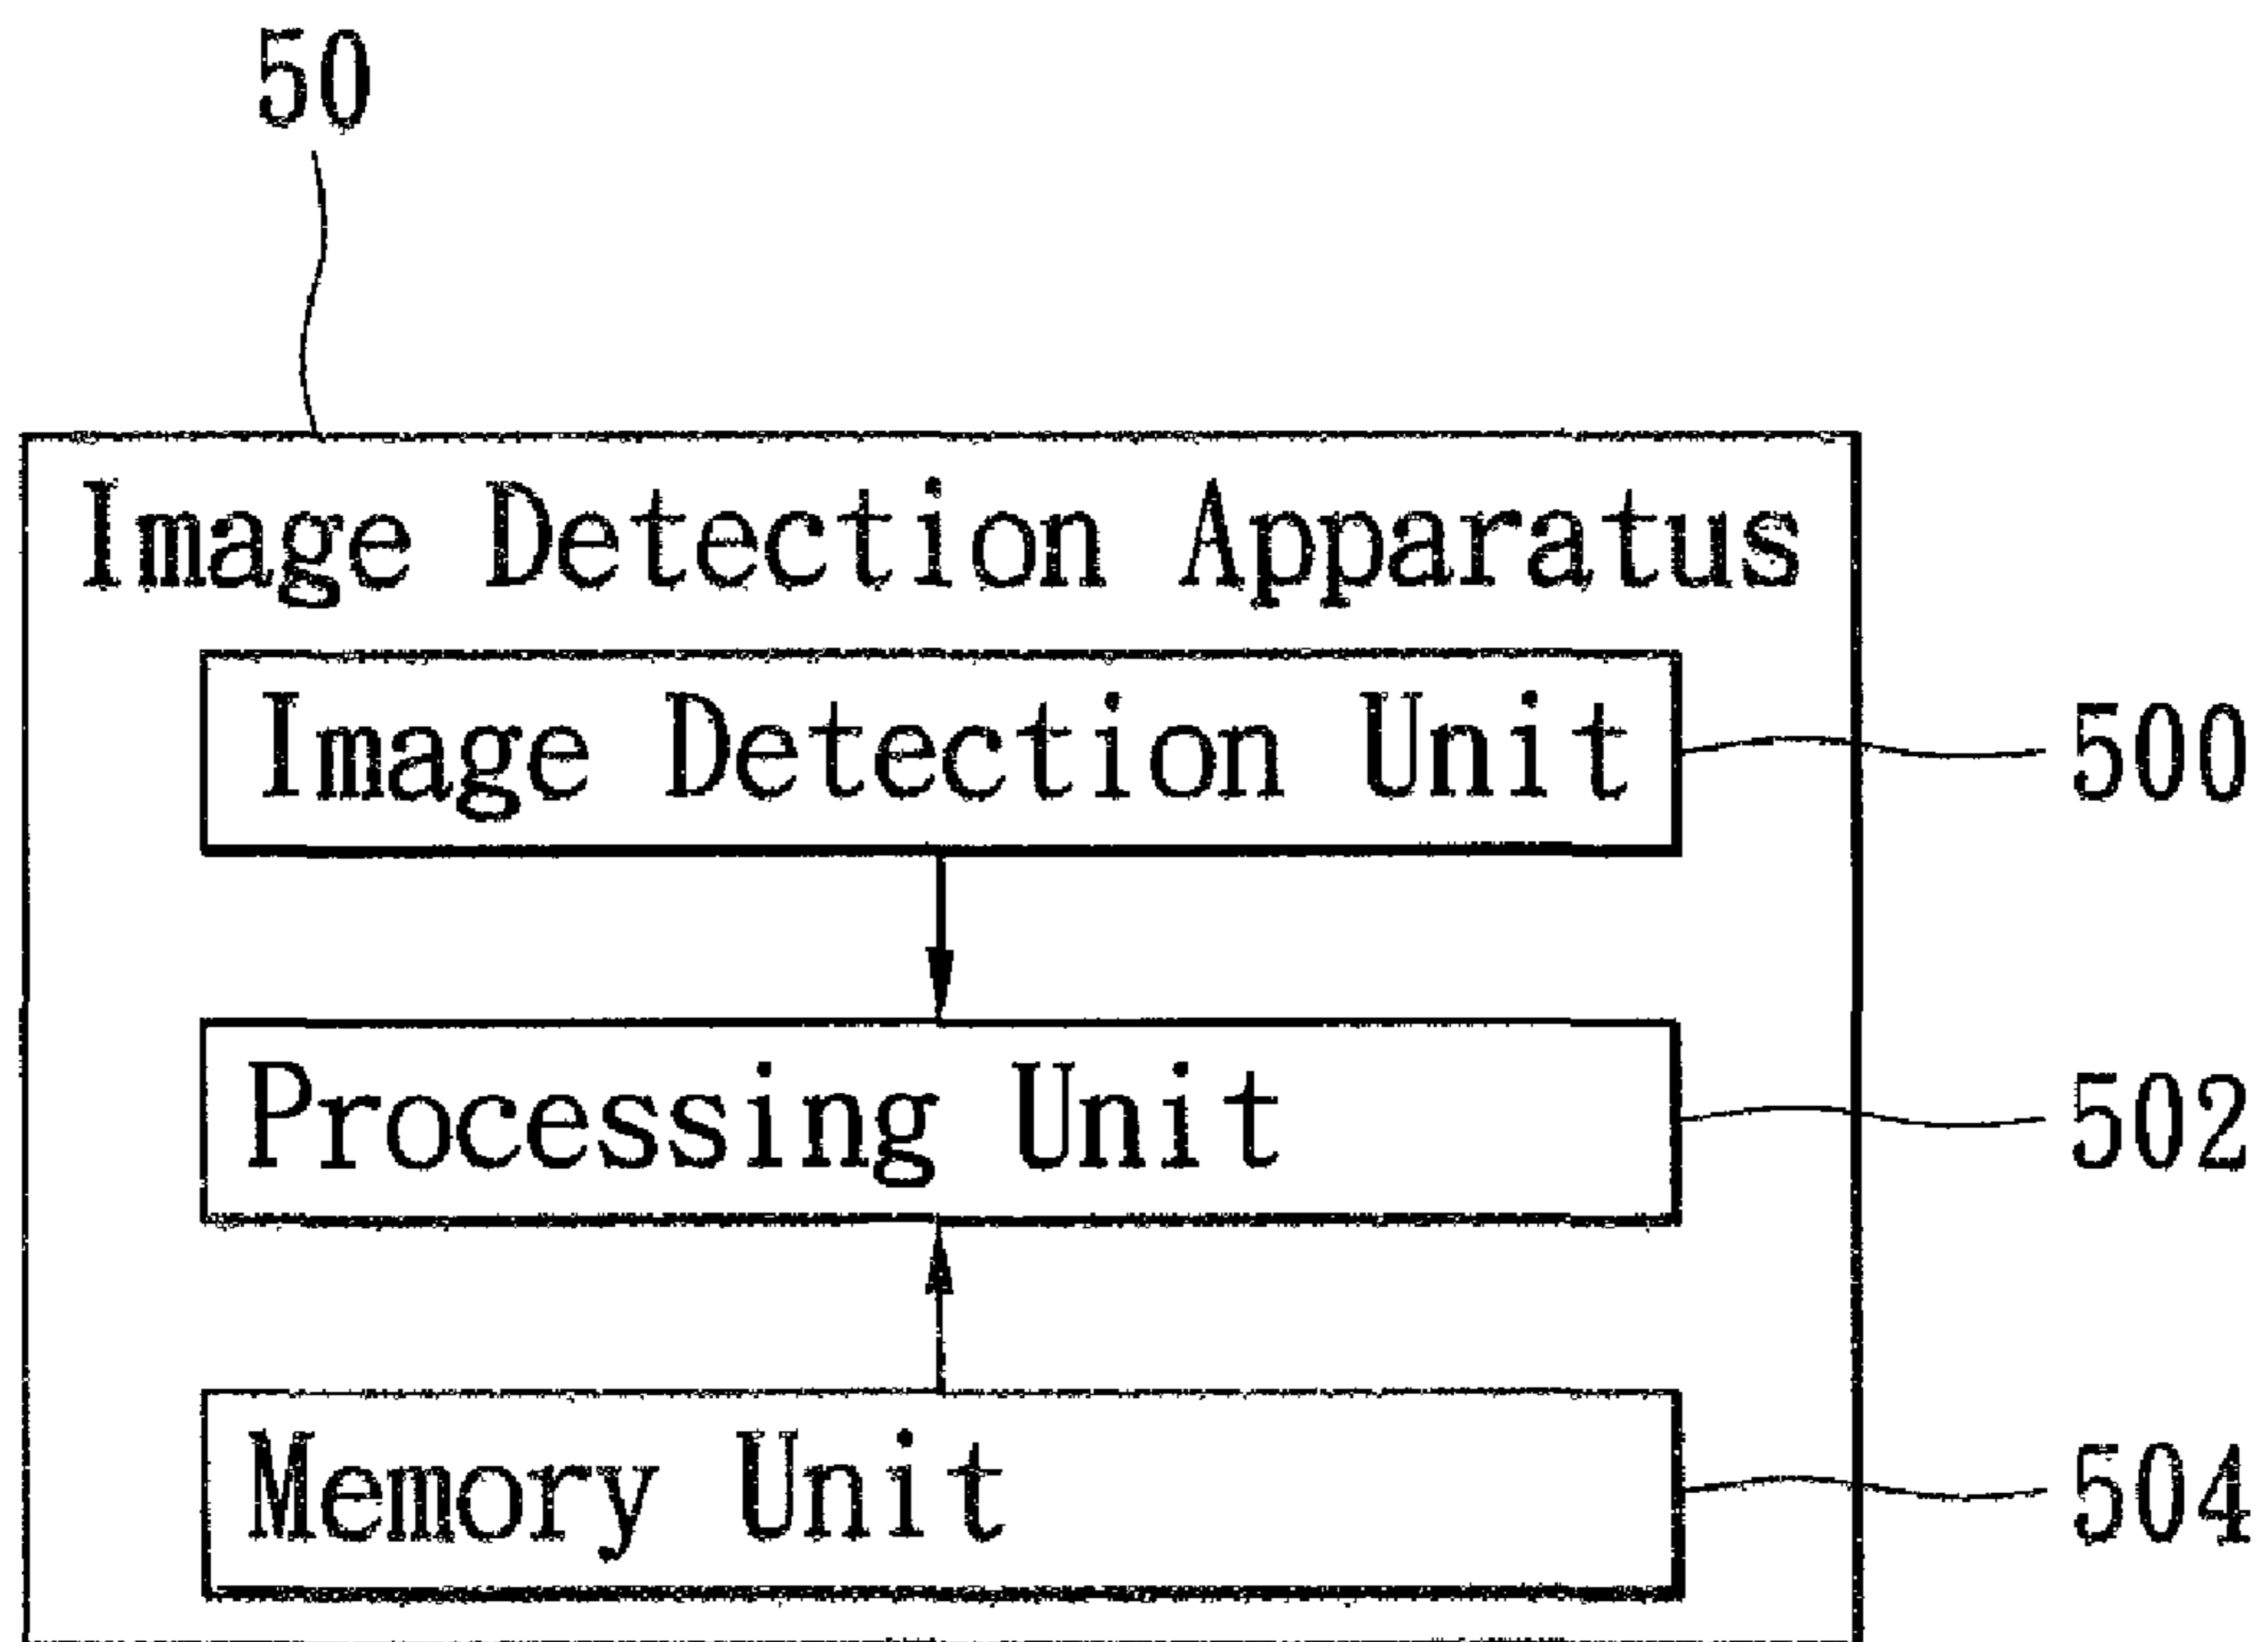 50
Image Detection Apparatus
Image Detection Unit
500
Processing Unit
502
Memory Unit
504